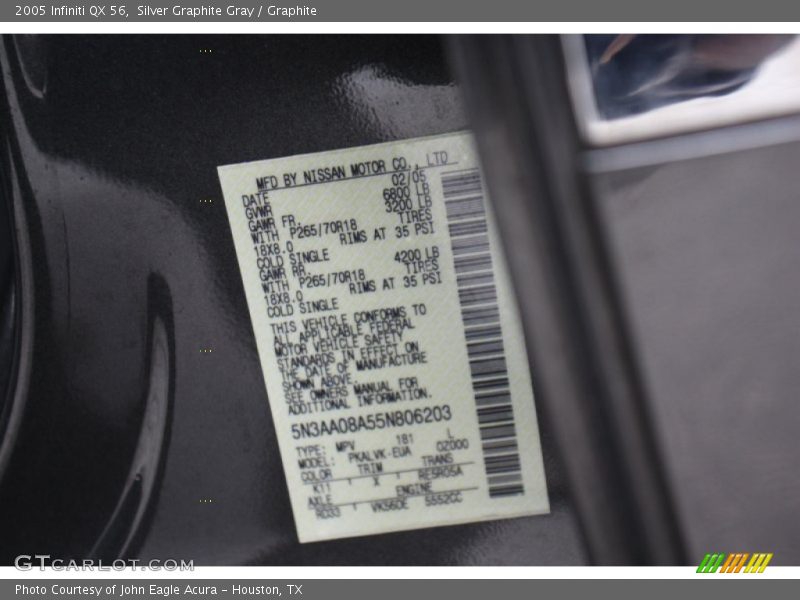 2005 Infiniti QX 56, Silver Graphite Gray / Graphite
MFD BY NISSAN MOTOR CO., LTD
DATE 02/05
GVWR 6800 LB
GAWR FR. 3200 LB
WITH P265/70R18 TIRES
18X8.0 RIMS AT 35 PSI
COLD SINGLE
GAWR RR. 4200 LB
WITH P265/70R18 TIRES
18X8.0 RIMS AT 35 PSI
COLD SINGLE
THIS VEHICLE CONFORMS TO
ALL APPLICABLE FEDERAL
MOTOR VEHICLE SAFETY
STANDARDS IN EFFECT ON
THE DATE OF MANUFACTURE
SHOWN ABOVE.
SEE OWNERS MANUAL FOR
ADDITIONAL INFORMATION.
5N3AA08A55N806203
TYPE: MPV 181 L
MODEL: PKALVK-EUA 0Z000
COLOR TRIM TRANS
K11 X RE5R05A
AXLE ENGINE
VK56DE 5552CC
GTCARLOT.COM
Photo Courtesy of John Eagle Acura - Houston, TX